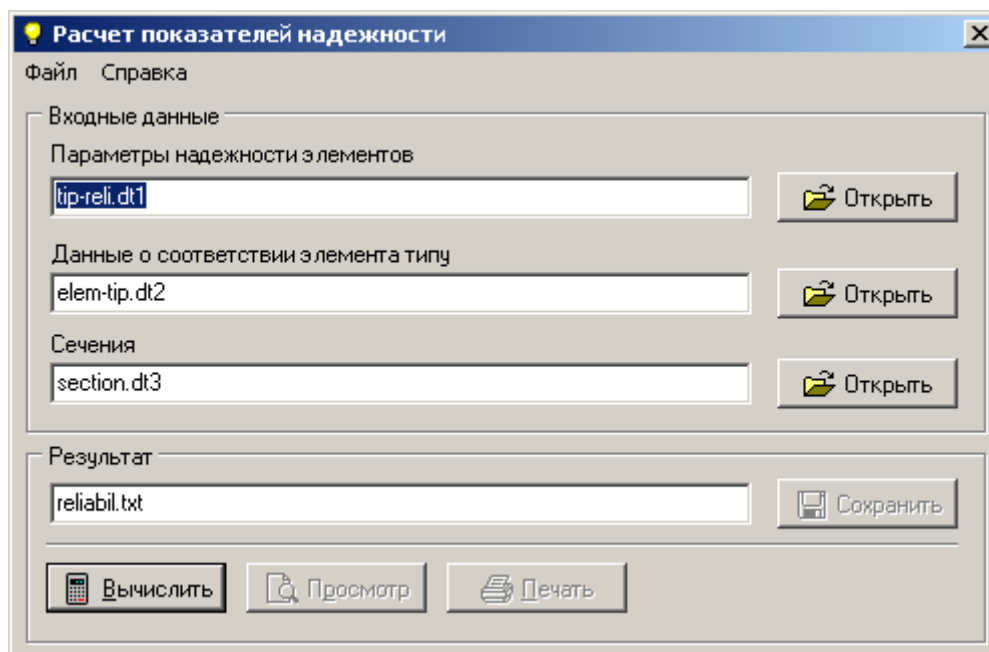 Расчет показателей надежности
Файл Справка
Входные данные
Параметры надежности элементов
tip-reli.dt1 Открыть
Данные о соответствии элемента типу
elem-tip.dt2 Открыть
Сечения
section.dt3 Открыть
Результат
reliabil.txt Сохранить
Вычислить Просмотр Печать